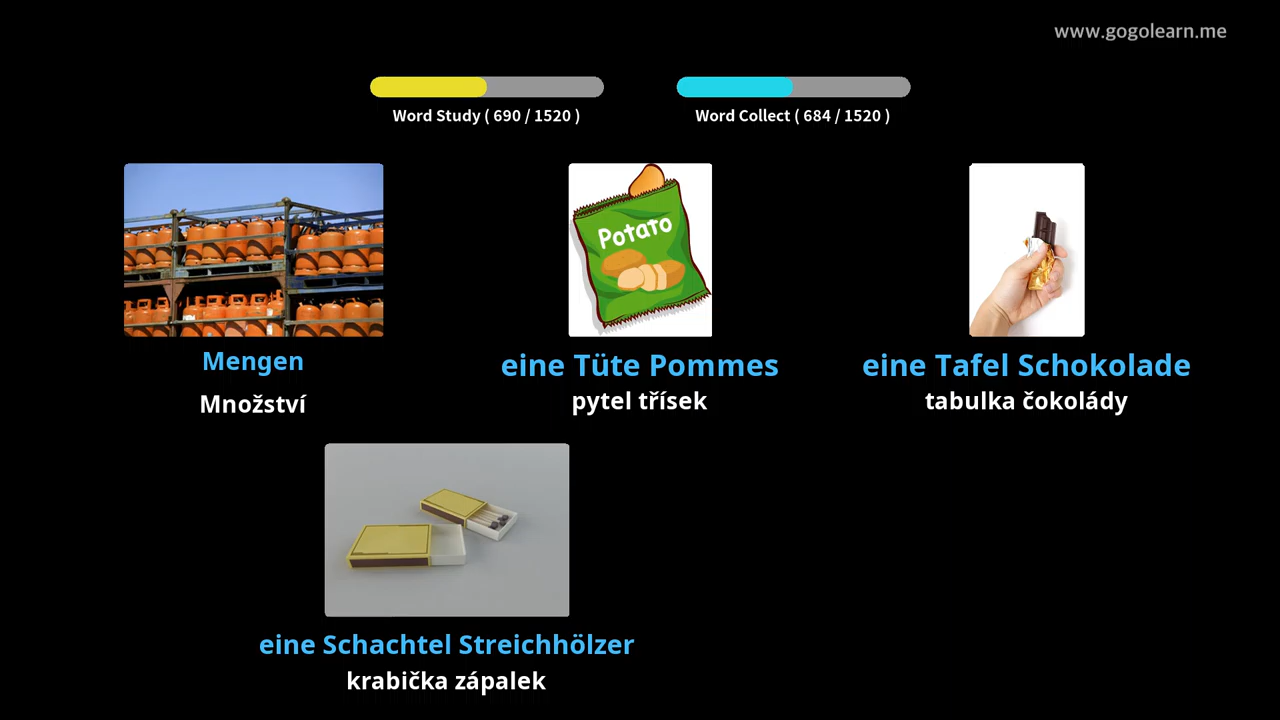 www.gogolearn.me
Word Study ( 690 / 1520 )
Word Collect ( 684 / 1520 )
Potato
Mengen
Množství
eine Tüte Pommes
pytel třísek
eine Tafel Schokolade
tabulka čokolády
eine Schachtel Streichhölzer
krabička zápalek